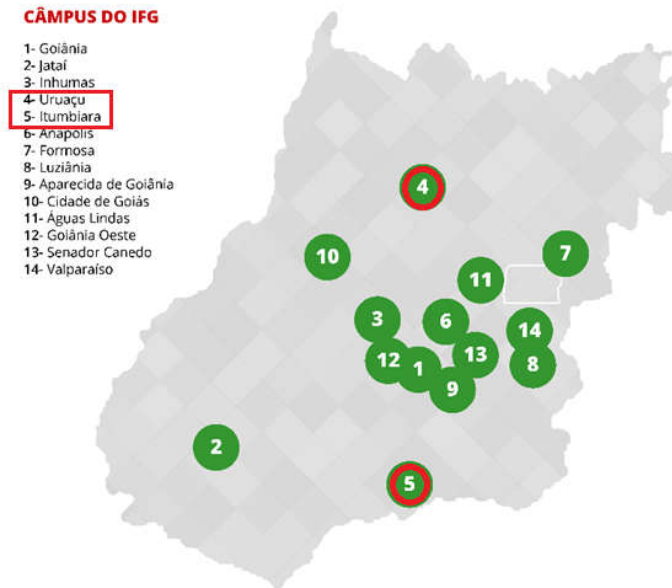 CÂMPUS DO IFG
1- Goiânia
2- Jataí
3- Inhumas
4- Uruaçu
5- Itumbiara
6- Anápolis
7- Formosa
8- Luziânia
9- Aparecida de Goiânia
10- Cidade de Goiás
11- Águas Lindas
12- Goiânia Oeste
13- Senador Canedo
14- Valparaíso
4
7
10
11
3
6
14
12
1
13
8
9
2
5